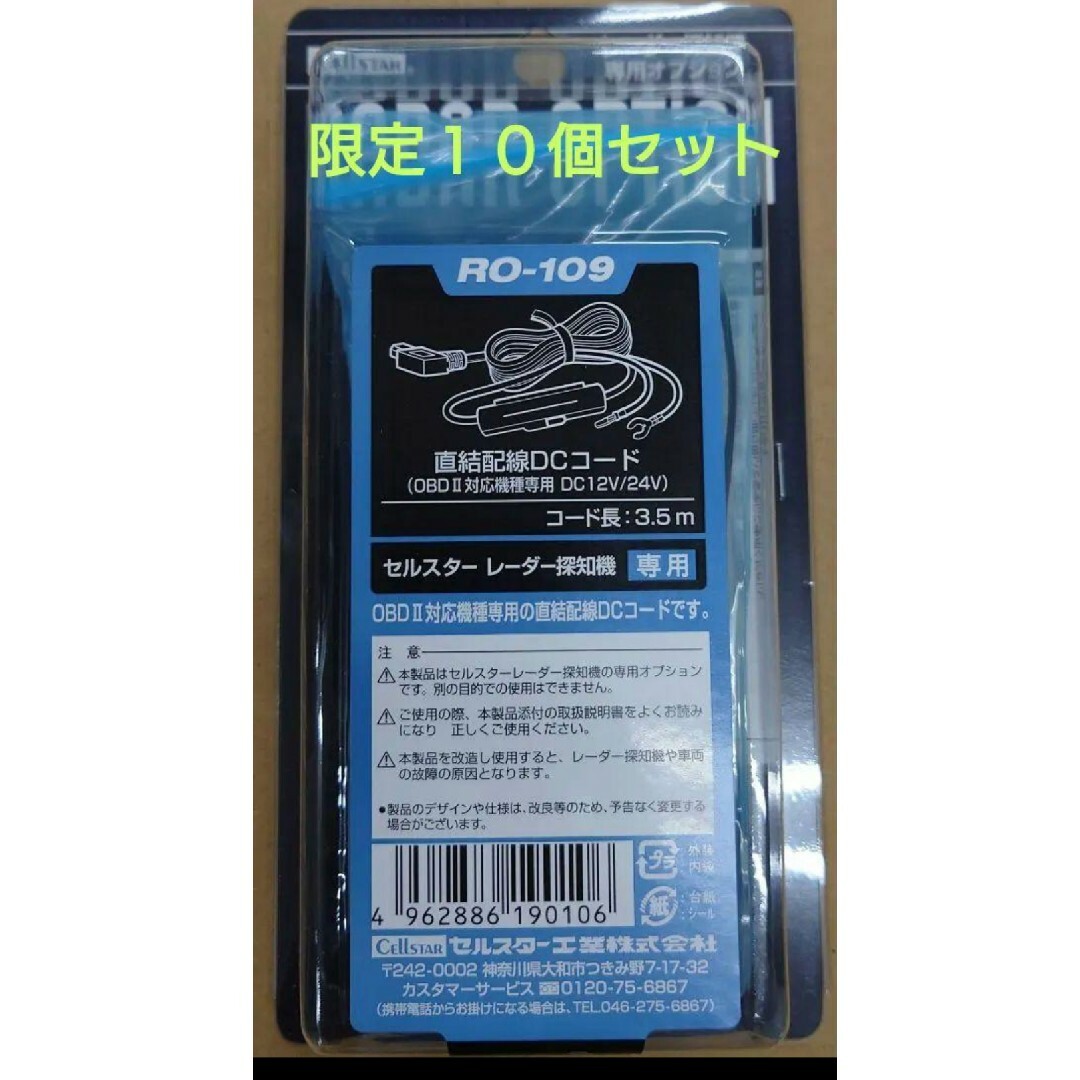 CELLSTAR
専用オプション
限定１０個セット
RO-109
直結配線DCコード
(OBDⅡ対応機種専用 DC12V/24V)
コード長:3.5m
セルスター レーダー探知機 専用
OBDⅡ対応機種専用の直結配線DCコードです。
注 意
本製品はセルスターレーダー探知機の専用オプション
です。別の目的での使用はできません。
ご使用の際、本製品添付の取扱説明書をよくお読み
になり 正しくご使用ください。
本製品を改造し使用すると、レーダー探知機や車両
の故障の原因となります。
●製品のデザインや仕様は、改良等のため、予告なく変更する
場合がございます。
プラ
:外装
内袋
紙
:台紙
:シール
4 962886 190106
CELLSTAR セルスター工業株式会社
〒242-0002 神奈川県大和市つきみ野7-17-32
カスタマーサービス 0120-75-6867
(携帯電話からお掛けになる場合は、TEL.046-275-6867)